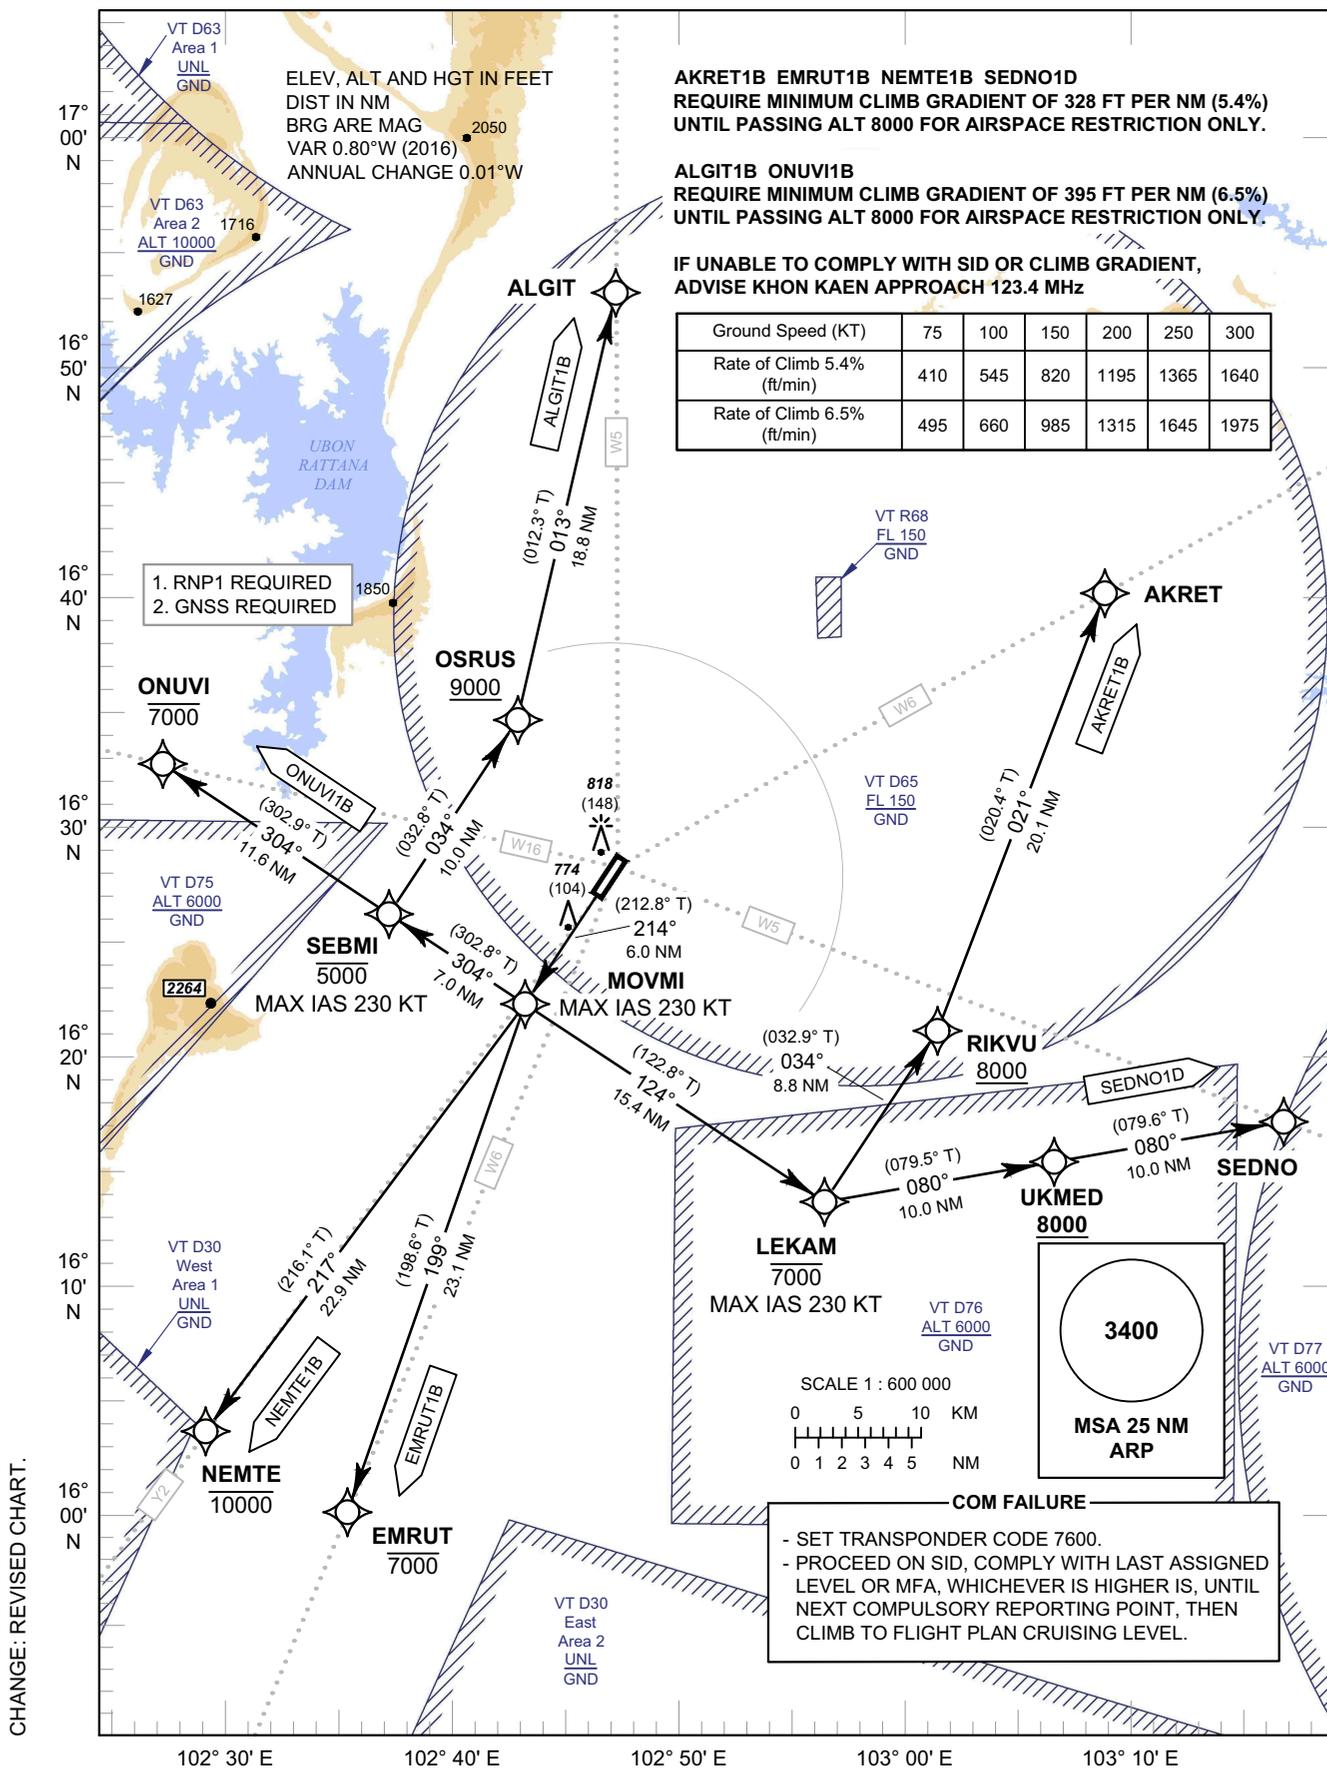 VT D63
Area 1
UNL
GND
ELEV, ALT AND HGT IN FEET
DIST IN NM
BRG ARE MAG
VAR 0.80°W (2016)
ANNUAL CHANGE 0.01°W
2050
AKRET1B EMRUT1B NEMTE1B SEDNO1D
REQUIRE MINIMUM CLIMB GRADIENT OF 328 FT PER NM (5.4%)
UNTIL PASSING ALT 8000 FOR AIRSPACE RESTRICTION ONLY.
ALGIT1B ONUVI1B
REQUIRE MINIMUM CLIMB GRADIENT OF 395 FT PER NM (6.5%)
UNTIL PASSING ALT 8000 FOR AIRSPACE RESTRICTION ONLY.
IF UNABLE TO COMPLY WITH SID OR CLIMB GRADIENT,
ADVISE KHON KAEN APPROACH 123.4 MHz
Ground Speed (KT) 75 100 150 200 250 300
Rate of Climb 5.4%
(ft/min) 410 545 820 1195 1365 1640
Rate of Climb 6.5%
(ft/min) 495 660 985 1315 1645 1975
17°
00'
N
VT D63
Area 2
ALT 10000
GND
1716
1627
ALGIT
ALGIT1B
W5
16°
50'
N
UBON
RATTANA
DAM
(012.3° T)
013°
18.8 NM
VT R68
FL 150
GND
1. RNP1 REQUIRED
2. GNSS REQUIRED
1850
16°
40'
N
AKRET
AKRET1B
OSRUS
9000
ONUVI
7000
W6
ONUVI1B
(302.9° T)
304°
11.6 NM
(032.8° T)
034°
10.0 NM
W16
818
(148)
774
(104)
VT D65
FL 150
GND
(020.4° T)
021°
20.1 NM
16°
30'
N
VT D75
ALT 6000
GND
(212.8° T)
214°
6.0 NM
W5
SEBMI
5000
MAX IAS 230 KT
(302.8° T)
304°
7.0 NM
MOVMI
MAX IAS 230 KT
2264
16°
20'
N
(122.8° T)
124°
15.4 NM
(032.9° T)
034°
8.8 NM
RIKVU
8000
SEDNO1D
W6
(079.5° T)
080°
10.0 NM
(079.6° T)
080°
10.0 NM
SEDNO
UKMED
8000
LEKAM
7000
MAX IAS 230 KT
(216.1° T)
217°
22.9 NM
(198.6° T)
199°
23.1 NM
VT D30
West
Area 1
UNL
GND
16°
10'
N
VT D76
ALT 6000
GND
3400
MSA 25 NM
ARP
VT D77
ALT 6000
GND
SCALE 1 : 600 000
0 5 10 KM
0 1 2 3 4 5 NM
NEMTE1B
EMRUT1B
NEMTE
10000
Y2
EMRUT
7000
16°
00'
N
COM FAILURE
- SET TRANSPONDER CODE 7600.
- PROCEED ON SID, COMPLY WITH LAST ASSIGNED
LEVEL OR MFA, WHICHEVER IS HIGHER IS, UNTIL
NEXT COMPULSORY REPORTING POINT, THEN
CLIMB TO FLIGHT PLAN CRUISING LEVEL.
VT D30
East
Area 2
UNL
GND
CHANGE: REVISED CHART.
102° 30' E 102° 40' E 102° 50' E 103° 00' E 103° 10' E